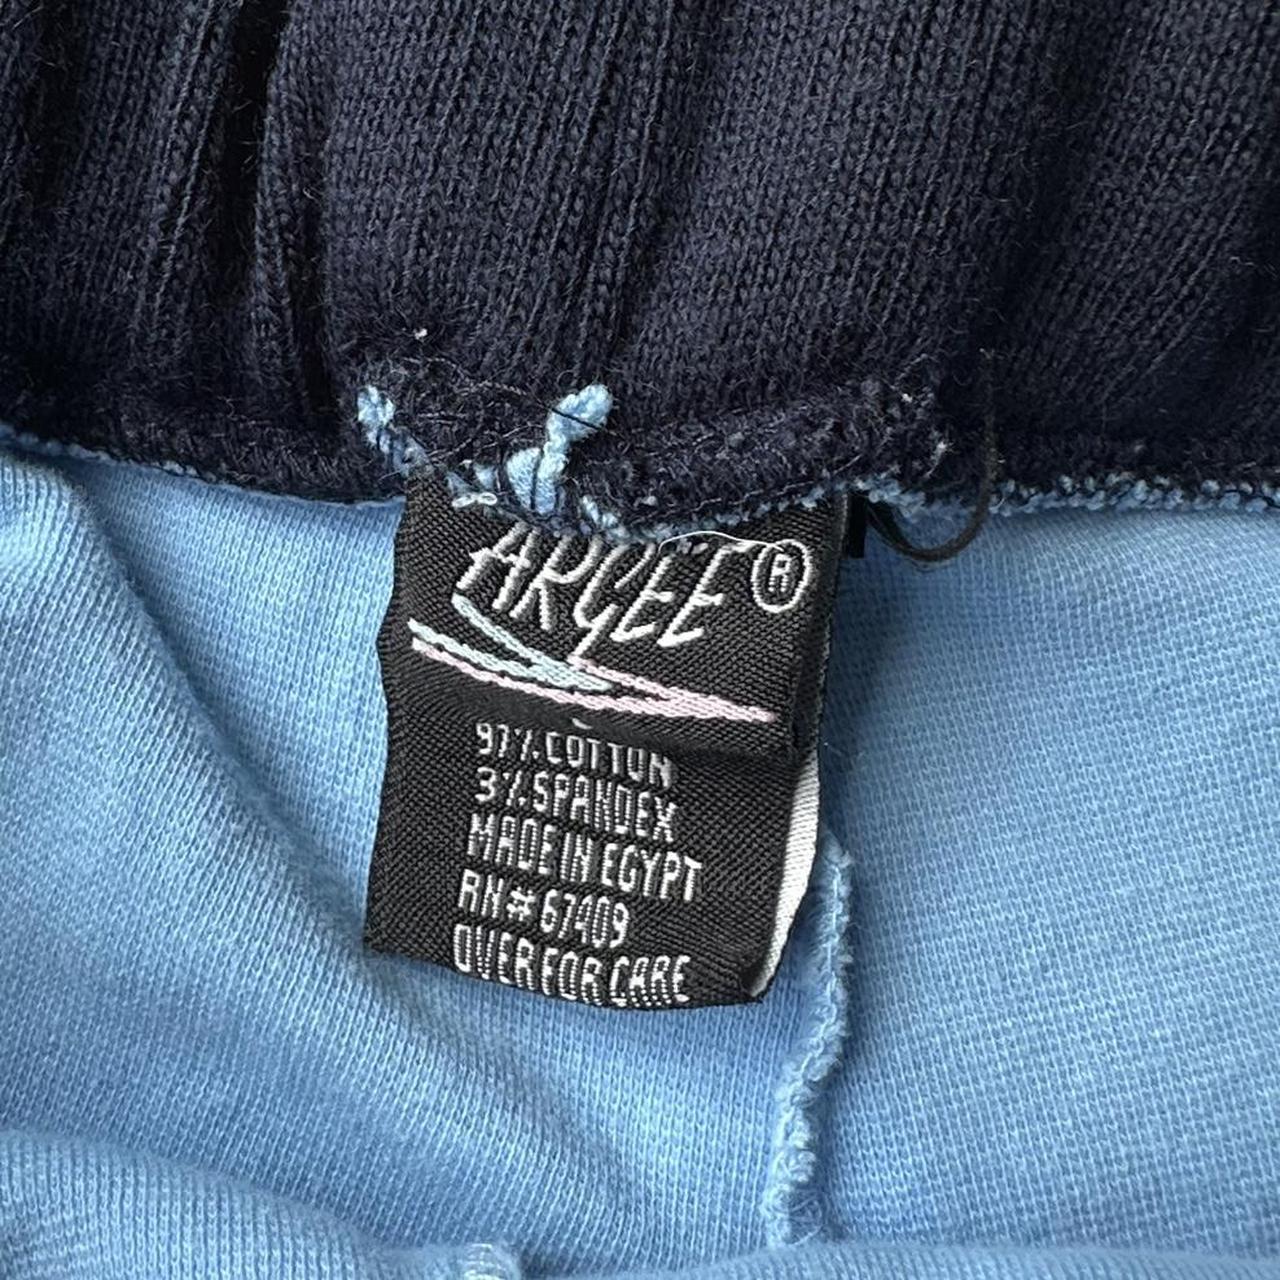 ARGEE®
97% COTTON
3% SPANDEX
MADE IN EGYPT
RN# 67409
OVER FOR CARE